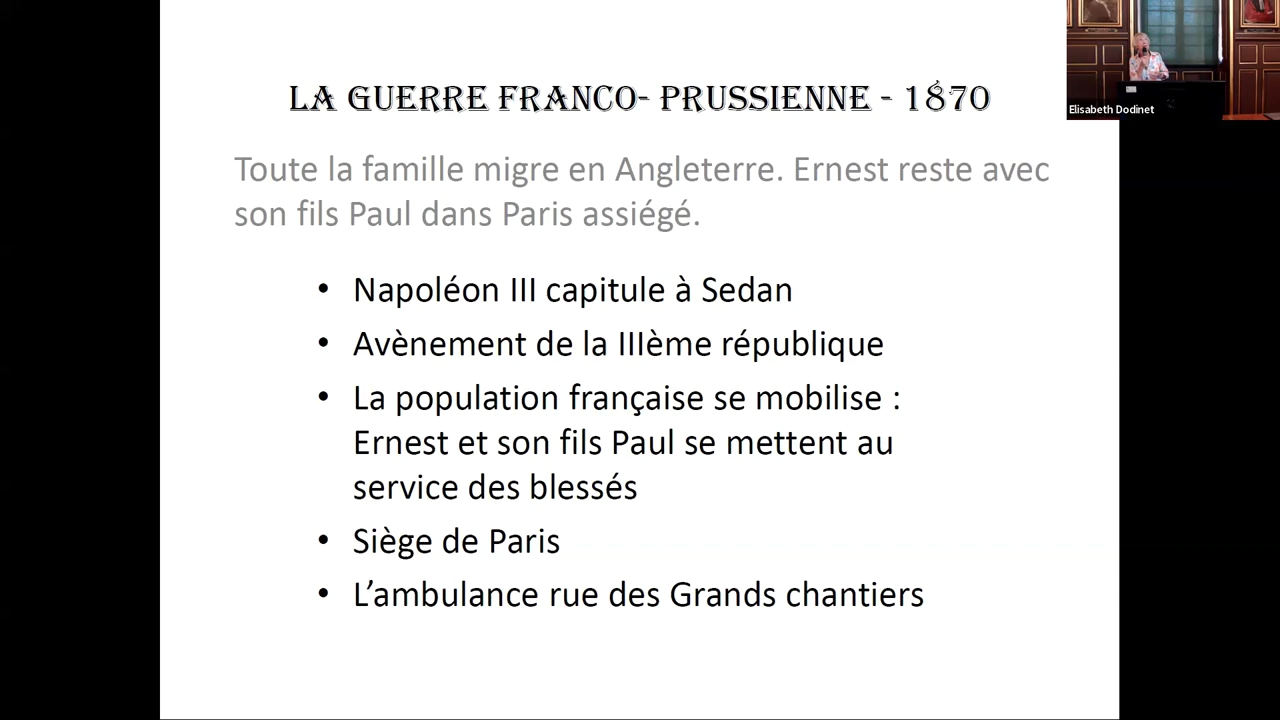 LA GUERRE FRANCO- PRUSSIENNE - 1870
Elisabeth Dodinet
Toute la famille migre en Angleterre. Ernest reste avec
son fils Paul dans Paris assiégé.
• Napoléon III capitule à Sedan
• Avènement de la IIIème république
• La population française se mobilise :
Ernest et son fils Paul se mettent au
service des blessés
• Siège de Paris
• L’ambulance rue des Grands chantiers